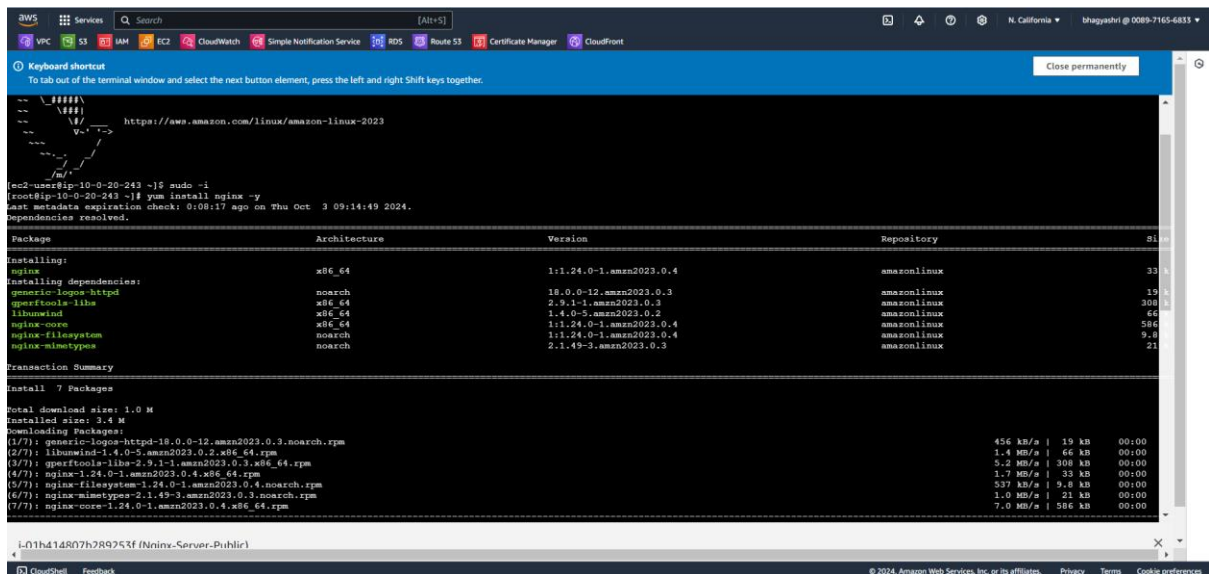 aws Services Search [Alt+S] N. California ▼ bhagyashri @ 0089-7165-6833 ▼
VPC S3 IAM EC2 CloudWatch Simple Notification Service RDS Route 53 Certificate Manager CloudFront
Keyboard shortcut
To tab out of the terminal window and select the next button element, press the left and right Shift keys together.
Close permanently
~~ \_#####\
~~ \###|
~~ \#/ ___ https://aws.amazon.com/linux/amazon-linux-2023
~~ V~' '->
~~~ /
~~._. _/
_/ _/
_/m/'
[ec2-user@ip-10-0-20-243 ~]$ sudo -i
[root@ip-10-0-20-243 ~]# yum install nginx -y
Last metadata expiration check: 0:08:17 ago on Thu Oct 3 09:14:49 2024.
Dependencies resolved.
Package Architecture Version Repository Size
Installing:
nginx x86_64 1:1.24.0-1.amzn2023.0.4 amazonlinux 33 k
Installing dependencies:
generic-logos-httpd noarch 18.0.0-12.amzn2023.0.3 amazonlinux 19 k
gperftools-libs x86_64 2.9.1-1.amzn2023.0.3 amazonlinux 308 k
libunwind x86_64 1.4.0-5.amzn2023.0.2 amazonlinux 66 k
nginx-core x86_64 1:1.24.0-1.amzn2023.0.4 amazonlinux 586 k
nginx-filesystem noarch 1:1.24.0-1.amzn2023.0.4 amazonlinux 9.8 k
nginx-mimetypes noarch 2.1.49-3.amzn2023.0.3 amazonlinux 21 k
Transaction Summary
Install 7 Packages
Total download size: 1.0 M
Installed size: 3.4 M
Downloading Packages:
(1/7): generic-logos-httpd-18.0.0-12.amzn2023.0.3.noarch.rpm 456 kB/s | 19 kB 00:00
(2/7): libunwind-1.4.0-5.amzn2023.0.2.x86_64.rpm 1.4 MB/s | 66 kB 00:00
(3/7): gperftools-libs-2.9.1-1.amzn2023.0.3.x86_64.rpm 5.2 MB/s | 308 kB 00:00
(4/7): nginx-1.24.0-1.amzn2023.0.4.x86_64.rpm 1.7 MB/s | 33 kB 00:00
(5/7): nginx-filesystem-1.24.0-1.amzn2023.0.4.noarch.rpm 537 kB/s | 9.8 kB 00:00
(6/7): nginx-mimetypes-2.1.49-3.amzn2023.0.3.noarch.rpm 1.0 MB/s | 21 kB 00:00
(7/7): nginx-core-1.24.0-1.amzn2023.0.4.x86_64.rpm 7.0 MB/s | 586 kB 00:00
i-01b414807b289253f (Nginx-Server-Public)
CloudShell Feedback © 2024, Amazon Web Services, Inc. or its affiliates. Privacy Terms Cookie preferences